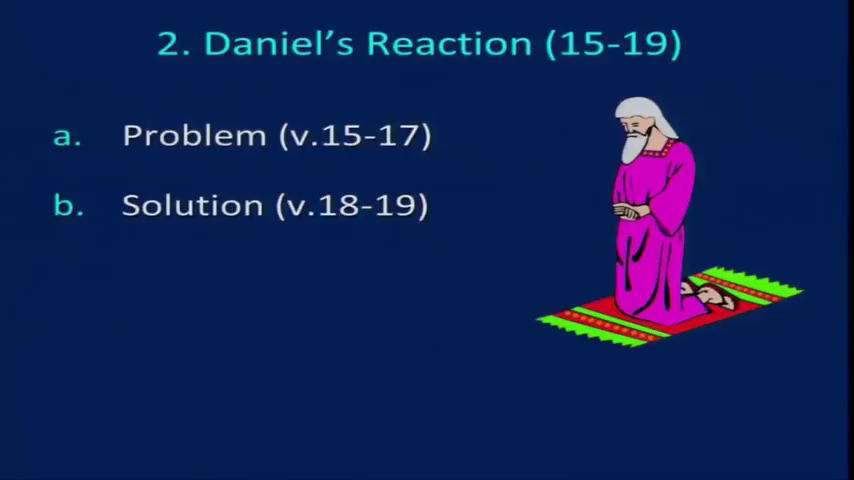 2. Daniel’s Reaction (15-19)
a. Problem (v.15-17)
b. Solution (v.18-19)